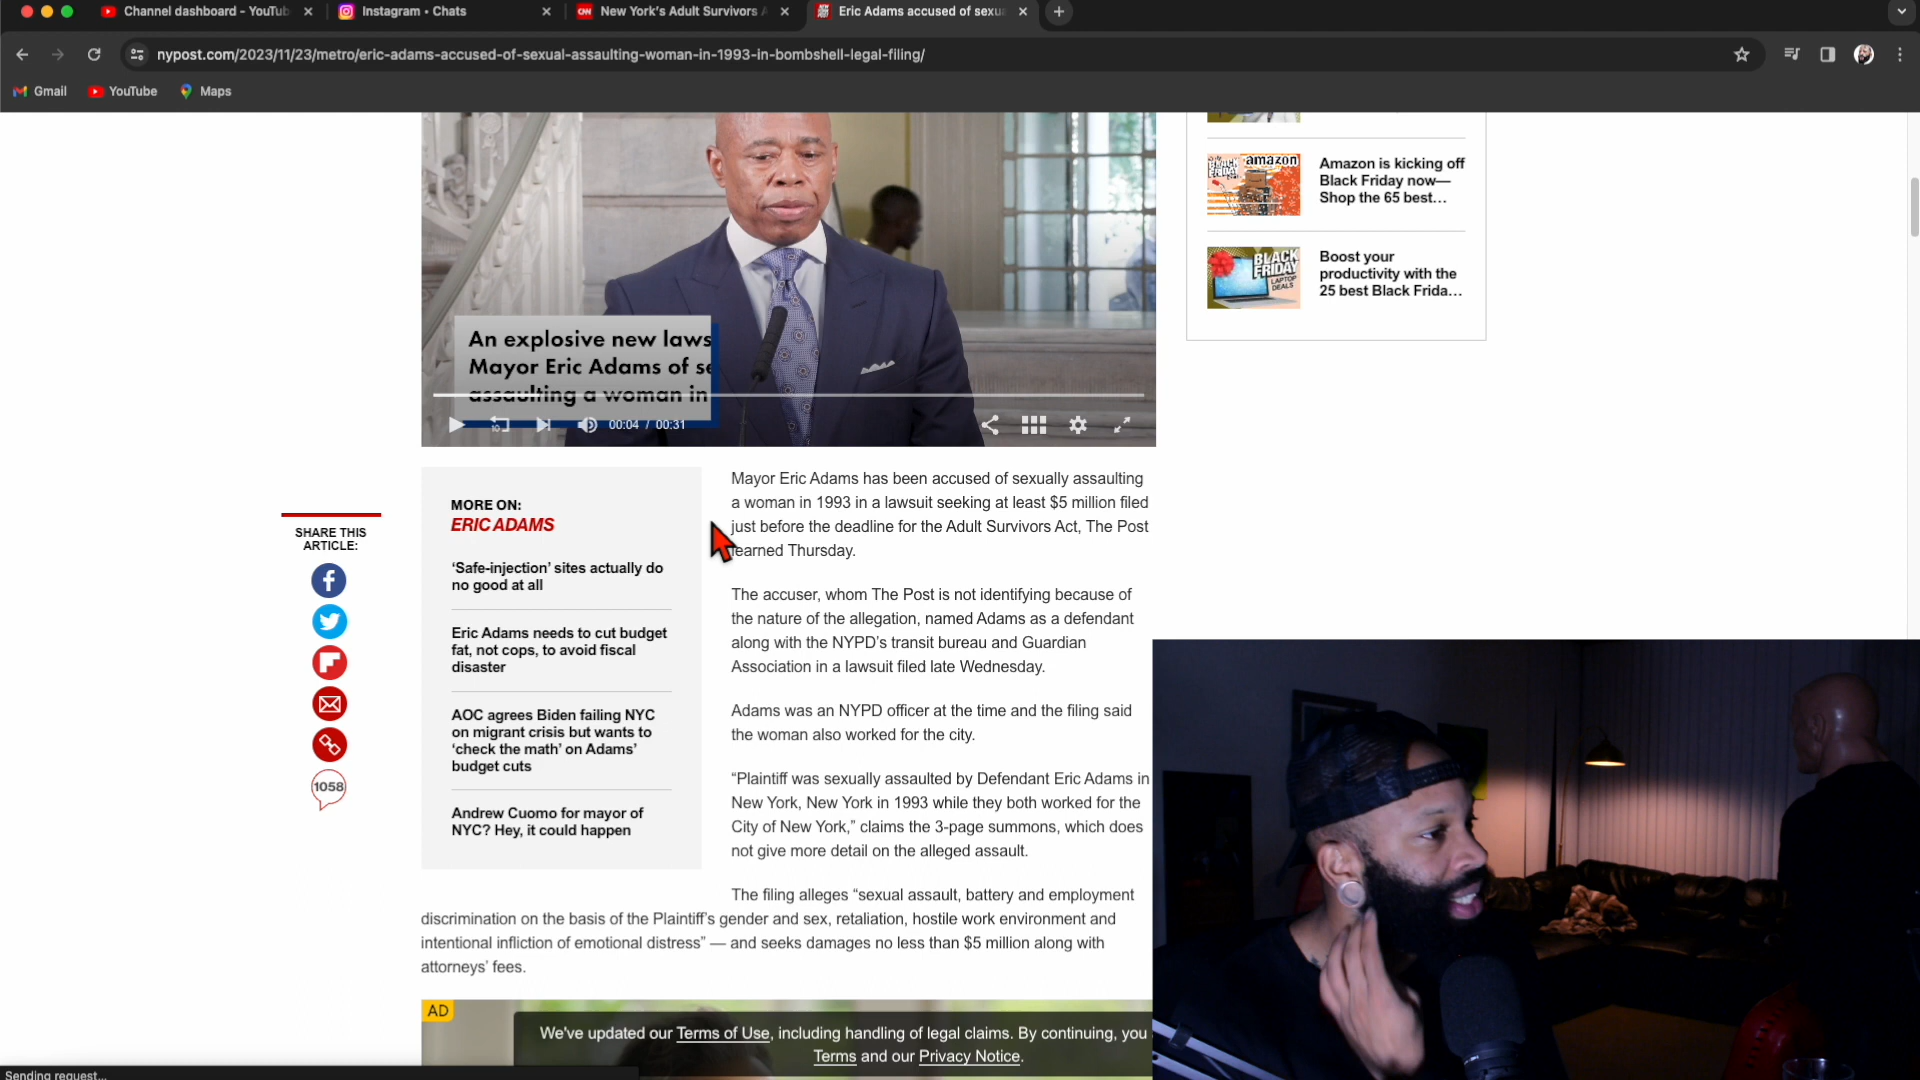 Channel dashboard - YouTub
Instagram • Chats
New York's Adult Survivors A
Eric Adams accused of sexu
nypost.com/2023/11/23/metro/eric-adams-accused-of-sexual-assaulting-woman-in-1993-in-bombshell-legal-filing/
Gmail
YouTube
Maps
An explosive new laws
Mayor Eric Adams of se
assaulting a woman in
00:04 / 00:31
BLACK FRIDAY
amazon
Amazon is kicking off
Black Friday now—
Shop the 65 best...
BLACK
FRIDAY
LAPTOP
DEALS
Boost your
productivity with the
25 best Black Frida...
SHARE THIS
ARTICLE:
1058
MORE ON:
ERIC ADAMS
‘Safe-injection’ sites actually do
no good at all
Eric Adams needs to cut budget
fat, not cops, to avoid fiscal
disaster
AOC agrees Biden failing NYC
on migrant crisis but wants to
‘check the math’ on Adams’
budget cuts
Andrew Cuomo for mayor of
NYC? Hey, it could happen
Mayor Eric Adams has been accused of sexually assaulting
a woman in 1993 in a lawsuit seeking at least $5 million filed
just before the deadline for the Adult Survivors Act, The Post
learned Thursday.
The accuser, whom The Post is not identifying because of
the nature of the allegation, named Adams as a defendant
along with the NYPD’s transit bureau and Guardian
Association in a lawsuit filed late Wednesday.
Adams was an NYPD officer at the time and the filing said
the woman also worked for the city.
“Plaintiff was sexually assaulted by Defendant Eric Adams in
New York, New York in 1993 while they both worked for the
City of New York,” claims the 3-page summons, which does
not give more detail on the alleged assault.
The filing alleges “sexual assault, battery and employment
discrimination on the basis of the Plaintiff’s gender and sex, retaliation, hostile work environment and
intentional infliction of emotional distress” — and seeks damages no less than $5 million along with
attorneys’ fees.
AD
We've updated our Terms of Use, including handling of legal claims. By continuing, you
Terms and our Privacy Notice.
Sending request...